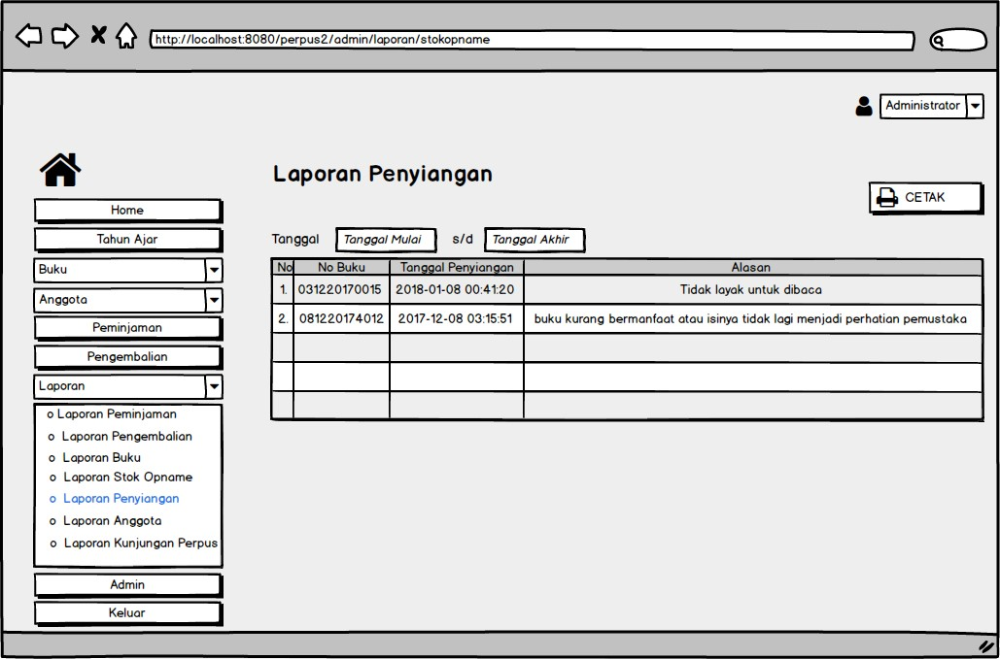 http://localhost:8080/perpus2/admin/laporan/stokopname
Administrator
Laporan Penyiangan
CETAK
Home
Tahun Ajar
Buku
Anggota
Peminjaman
Pengembalian
Laporan
o Laporan Peminjaman
o Laporan Pengembalian
o Laporan Buku
o Laporan Stok Opname
o Laporan Penyiangan
o Laporan Anggota
o Laporan Kunjungan Perpus
Admin
Keluar
Tanggal Tanggal Mulai s/d Tanggal Akhir
No No Buku Tanggal Penyiangan Alasan
1. 031220170015 2018-01-08 00:41:20 Tidak layak untuk dibaca
2. 081220174012 2017-12-08 03:15:51 buku kurang bermanfaat atau isinya tidak lagi menjadi perhatian pemustaka